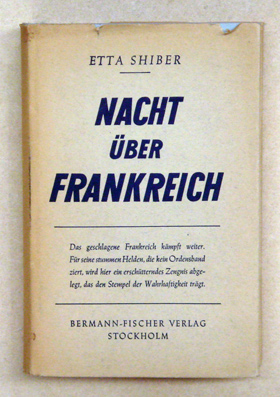 ETTA SHIBER
NACHT
ÜBER
FRANKREICH
Das geschlagene Frankreich kämpft weiter.
Für seine stummen Helden, die kein Ordensband
ziert, wird hier ein erschütterndes Zeugnis abge-
legt, das den Stempel der Wahrhaftigkeit trägt.
BERMANN-FISCHER VERLAG
STOCKHOLM